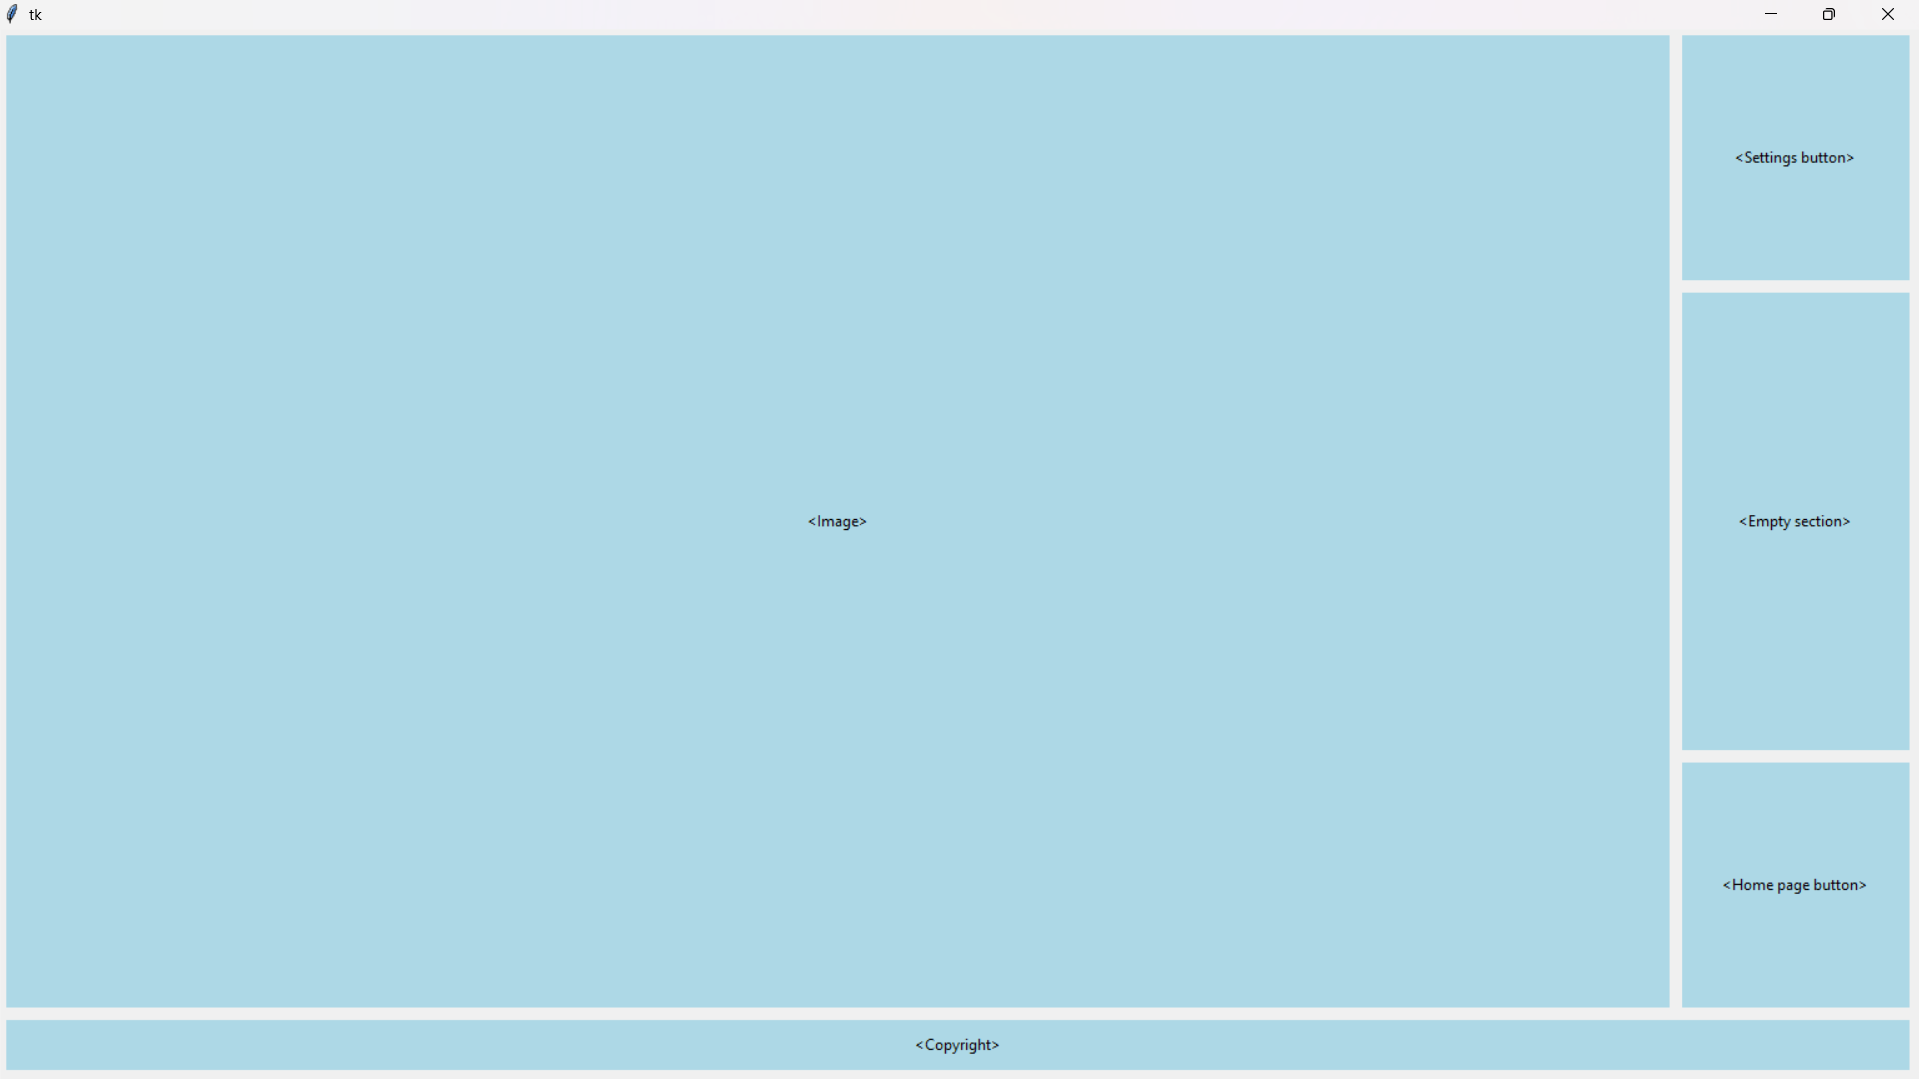 tk
<Settings button>
<Image>
<Empty section>
<Home page button>
<Copyright>